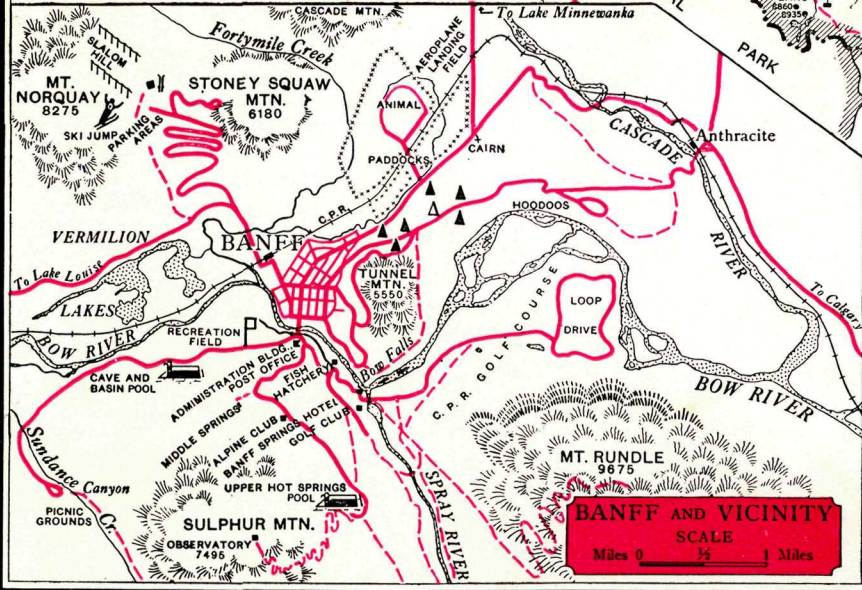 CASCADE MTN.
To Lake Minnewanka
8860
8935
PARK
Fortymile Creek
AEROPLANE
LANDING
FIELD
SLALOM
HILL
MT.
NORQUAY
8275
SKI JUMP
PARKING
AREAS
STONEY SQUAW
MTN.
6180
ANIMAL
PADDOCKS
CAIRN
CASCADE
RIVER
Anthracite
C.P.R.
HOODOOS
VERMILION
LAKES
BANFF
To Lake Louise
TUNNEL
MTN.
5550
LOOP
DRIVE
To Calgary
BOW RIVER
RECREATION
FIELD
Bow Falls
C.P.R. GOLF COURSE
BOW RIVER
CAVE AND
BASIN POOL
ADMINISTRATION BLDG.
POST OFFICE
FISH
HATCHERY
MIDDLE SPRINGS
ALPINE CLUB
BANFF SPRINGS HOTEL
GOLF CLUB
Sundance Canyon
Cr.
PICNIC
GROUNDS
UPPER HOT SPRINGS
POOL
SULPHUR MTN.
OBSERVATORY
7495
SPRAY RIVER
MT. RUNDLE
9675
BANFF AND VICINITY
SCALE
Miles 0 ½ 1 Miles